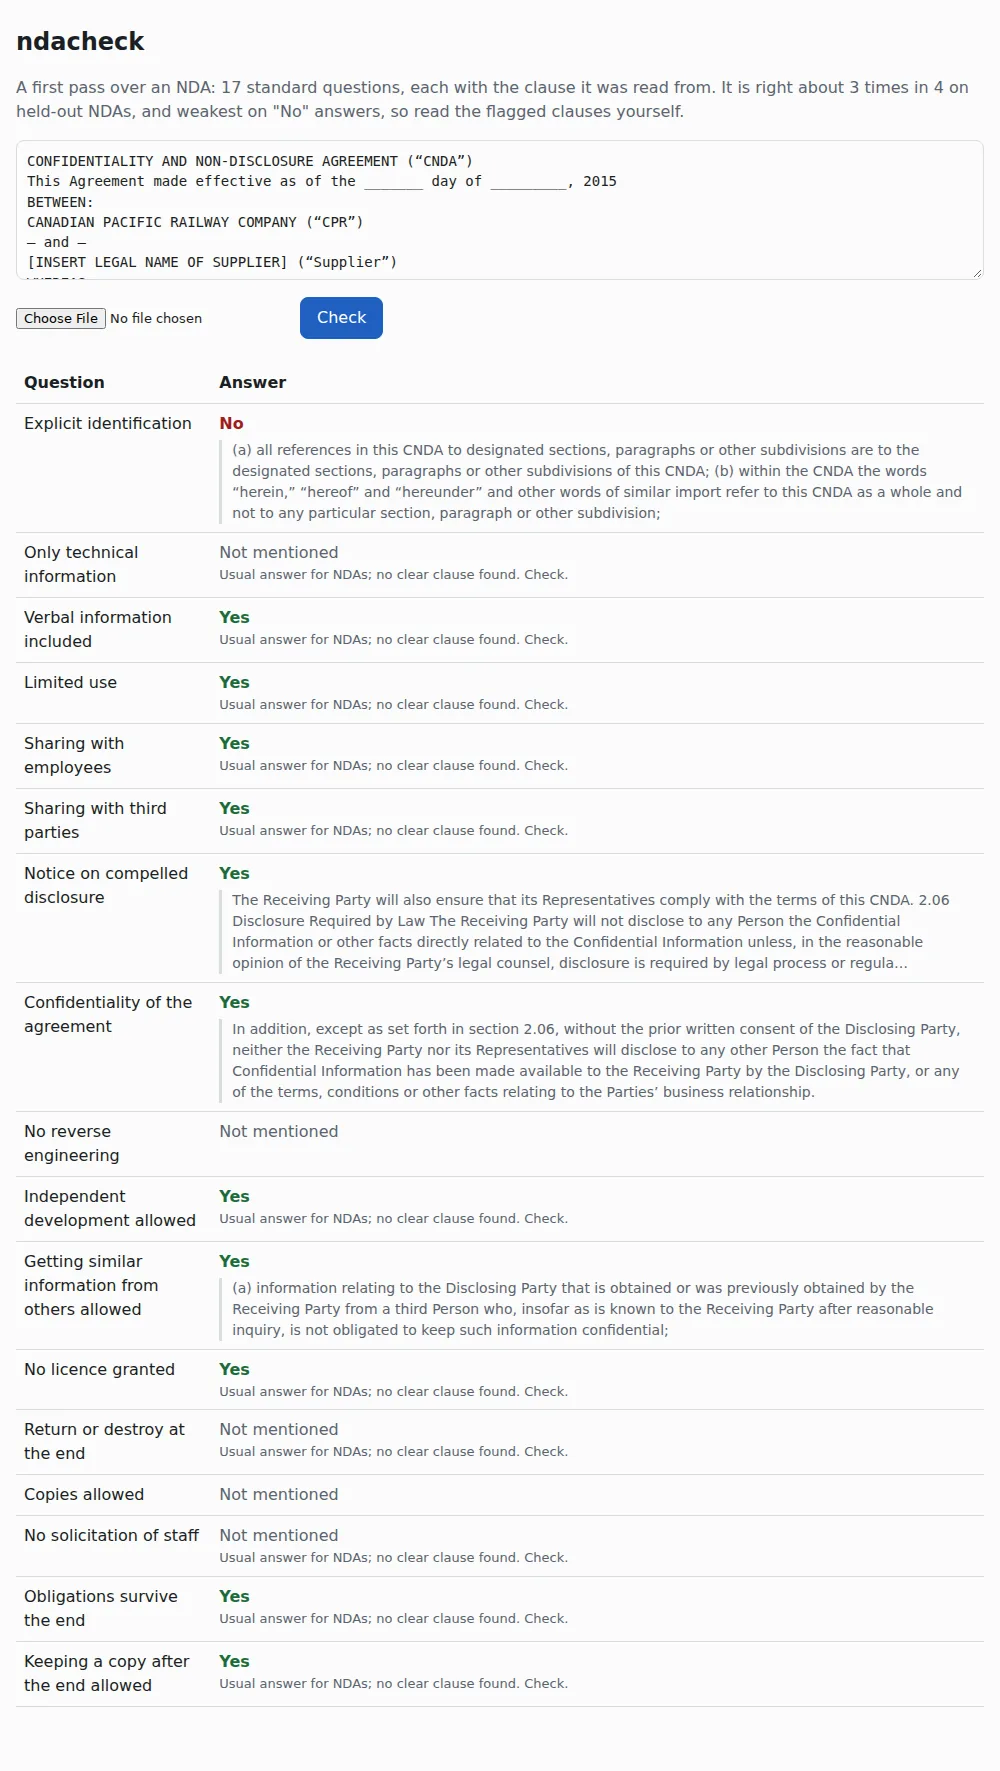 ndacheck
A first pass over an NDA: 17 standard questions, each with the clause it was read from. It is right about 3 times in 4 on
held-out NDAs, and weakest on "No" answers, so read the flagged clauses yourself.
CONFIDENTIALITY AND NON-DISCLOSURE AGREEMENT (“CNDA”)
This Agreement made effective as of the _______ day of _________, 2015
BETWEEN:
CANADIAN PACIFIC RAILWAY COMPANY (“CPR”)
– and –
[INSERT LEGAL NAME OF SUPPLIER] (“Supplier”)
Choose File No file chosen
Check
Question Answer
Explicit identification No
(a) all references in this CNDA to designated sections, paragraphs or other subdivisions are to the
designated sections, paragraphs or other subdivisions of this CNDA; (b) within the CNDA the words
“herein,” “hereof” and “hereunder” and other words of similar import refer to this CNDA as a whole and
not to any particular section, paragraph or other subdivision;
Only technical
information
Not mentioned
Usual answer for NDAs; no clear clause found. Check.
Verbal information
included
Yes
Usual answer for NDAs; no clear clause found. Check.
Limited use
Yes
Usual answer for NDAs; no clear clause found. Check.
Sharing with
employees
Yes
Usual answer for NDAs; no clear clause found. Check.
Sharing with third
parties
Yes
Usual answer for NDAs; no clear clause found. Check.
Notice on compelled
disclosure
Yes
The Receiving Party will also ensure that its Representatives comply with the terms of this CNDA. 2.06
Disclosure Required by Law The Receiving Party will not disclose to any Person the Confidential
Information or other facts directly related to the Confidential Information unless, in the reasonable
opinion of the Receiving Party’s legal counsel, disclosure is required by legal process or regula…
Confidentiality of the
agreement
Yes
In addition, except as set forth in section 2.06, without the prior written consent of the Disclosing Party,
neither the Receiving Party nor its Representatives will disclose to any other Person the fact that
Confidential Information has been made available to the Receiving Party by the Disclosing Party, or any
of the terms, conditions or other facts relating to the Parties’ business relationship.
No reverse
engineering
Not mentioned
Independent
development allowed
Yes
Usual answer for NDAs; no clear clause found. Check.
Getting similar
information from
others allowed
Yes
(a) information relating to the Disclosing Party that is obtained or was previously obtained by the
Receiving Party from a third Person who, insofar as is known to the Receiving Party after reasonable
inquiry, is not obligated to keep such information confidential;
No licence granted
Yes
Usual answer for NDAs; no clear clause found. Check.
Return or destroy at
the end
Not mentioned
Usual answer for NDAs; no clear clause found. Check.
Copies allowed
Not mentioned
No solicitation of staff
Not mentioned
Usual answer for NDAs; no clear clause found. Check.
Obligations survive
the end
Yes
Usual answer for NDAs; no clear clause found. Check.
Keeping a copy after
the end allowed
Yes
Usual answer for NDAs; no clear clause found. Check.